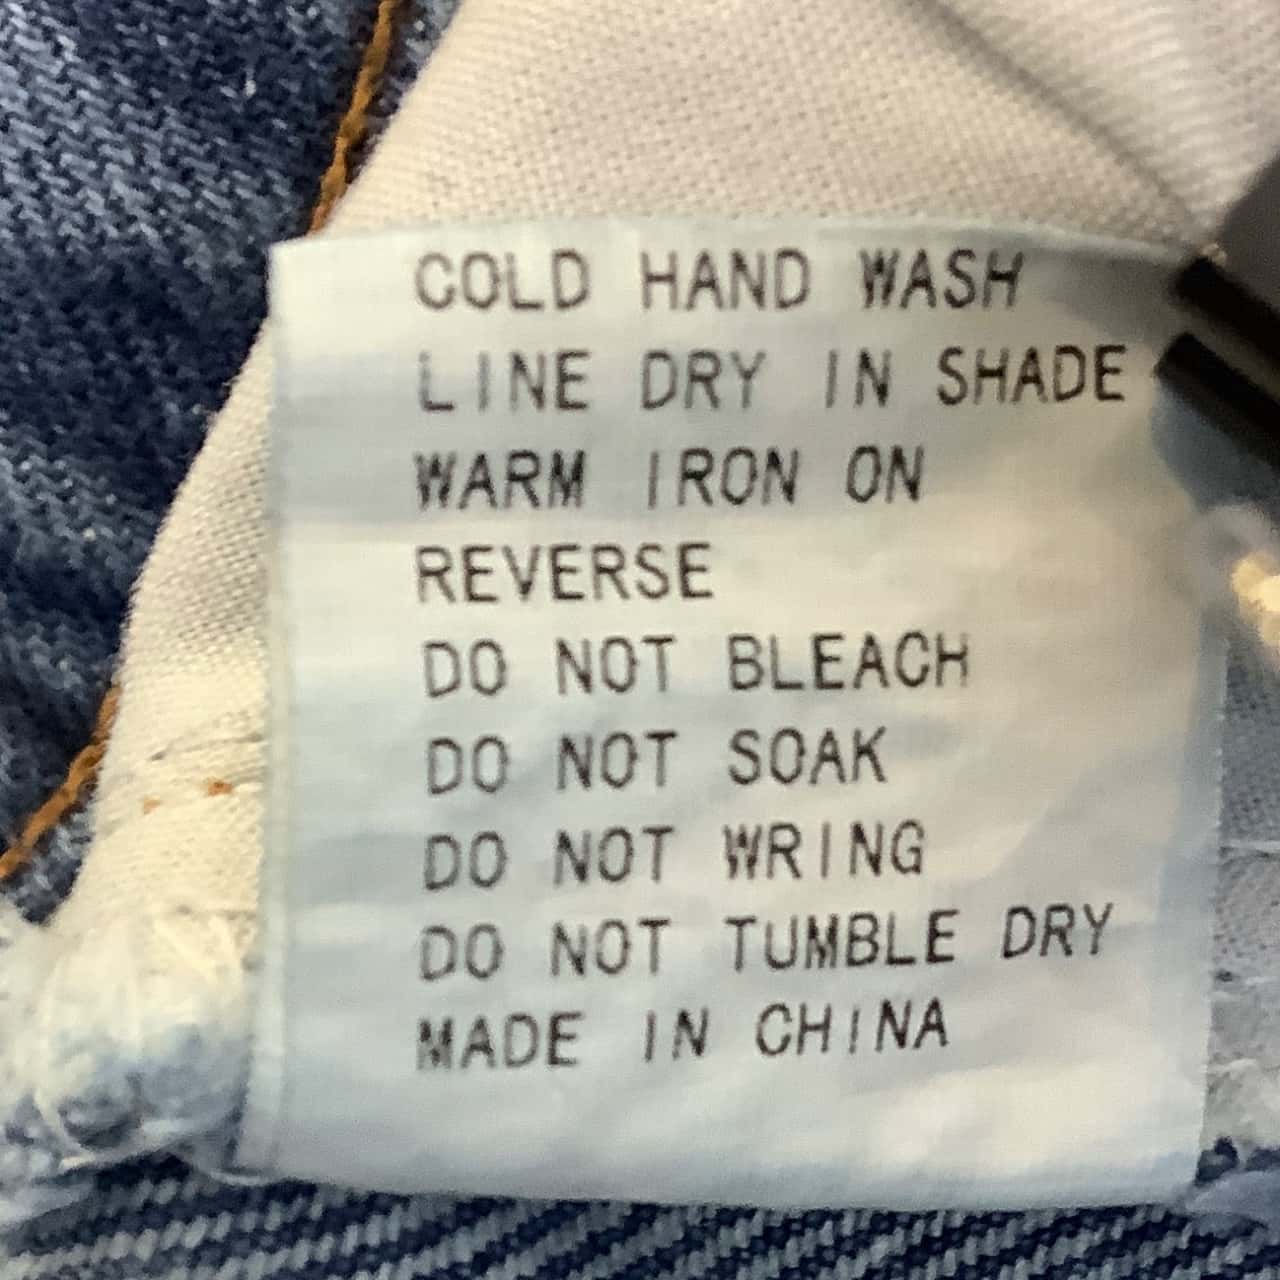 COLD HAND WASH
LINE DRY IN SHADE
WARM IRON ON
REVERSE
DO NOT BLEACH
DO NOT SOAK
DO NOT WRING
DO NOT TUMBLE DRY
MADE IN CHINA